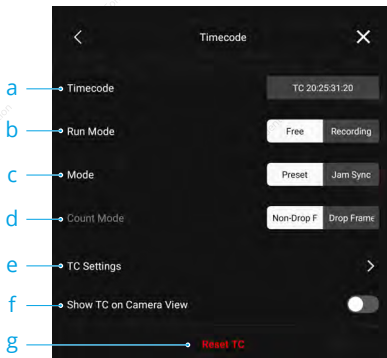 Timecode
a Timecode TC 20:25:31:20
b Run Mode Free Recording
c Mode Preset Jam Sync
d Count Mode Non-Drop F Drop Frame
e TC Settings
f Show TC on Camera View
g Reset TC